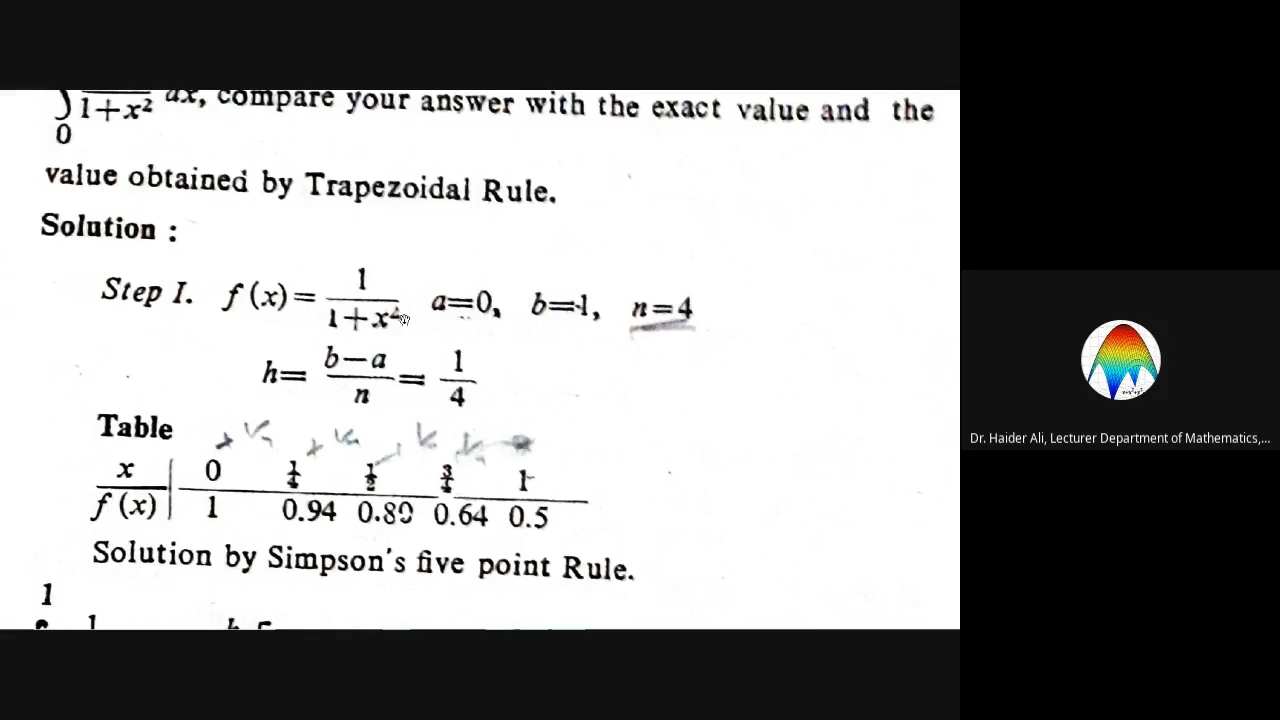 ∫ 1+x² dx, compare your answer with the exact value and the
0
value obtained by Trapezoidal Rule.
Solution :
Step I. f (x)= 1/1+x² a=0, b=1, n=4
h= b—a/n = 1/4
Table
x 0 1/4 1/2 3/4 1
f (x) 1 0.94 0.80 0.64 0.5
Solution by Simpson's five point Rule.
1
Dr. Haider Ali, Lecturer Department of Mathematics,...